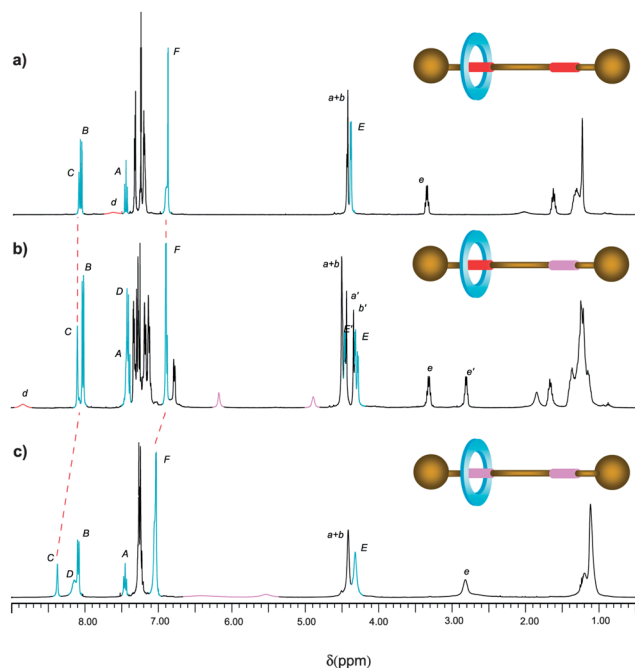 a)
F
a+b
B
E
C
A
e
d
b)
F
a+b
B
D
a'
b'
C
E'
E
A
e
e'
d
c)
F
a+b
B
E
C
D
A
e
8.00 7.00 6.00 5.00 4.00 3.00 2.00 1.00
δ(ppm)